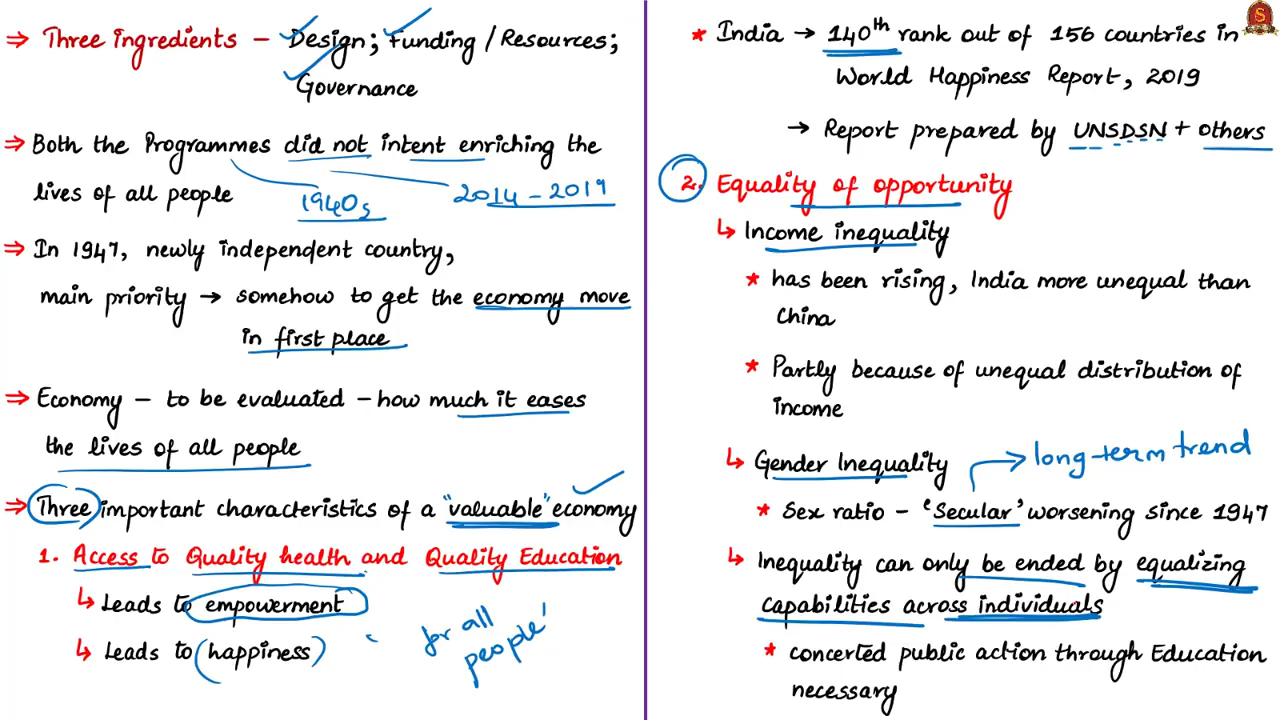 ⇒ Three ingredients – Design; Funding / Resources;
Governance
⇒ Both the Programmes did not intent enriching the
lives of all people
1940s
2014 – 2019
⇒ In 1947, newly independent country,
main priority → somehow to get the economy move
in first place
⇒ Economy – to be evaluated – how much it eases
the lives of all people
⇒ Three important characteristics of a "valuable" economy
1. Access to Quality health and Quality Education
↳ Leads to empowerment
↳ Leads to (happiness)
for all
people'
* India → 140th rank out of 156 countries in
World Happiness Report, 2019
→ Report prepared by UNSDSN + others
2. Equality of opportunity
↳ Income inequality
* has been rising, India more unequal than
China
* Partly because of unequal distribution of
income
↳ Gender Inequality
→ long-term trend
* Sex ratio – 'Secular' worsening since 1947
↳ Inequality can only be ended by equalizing
capabilities across individuals
* concerted public action through Education
necessary